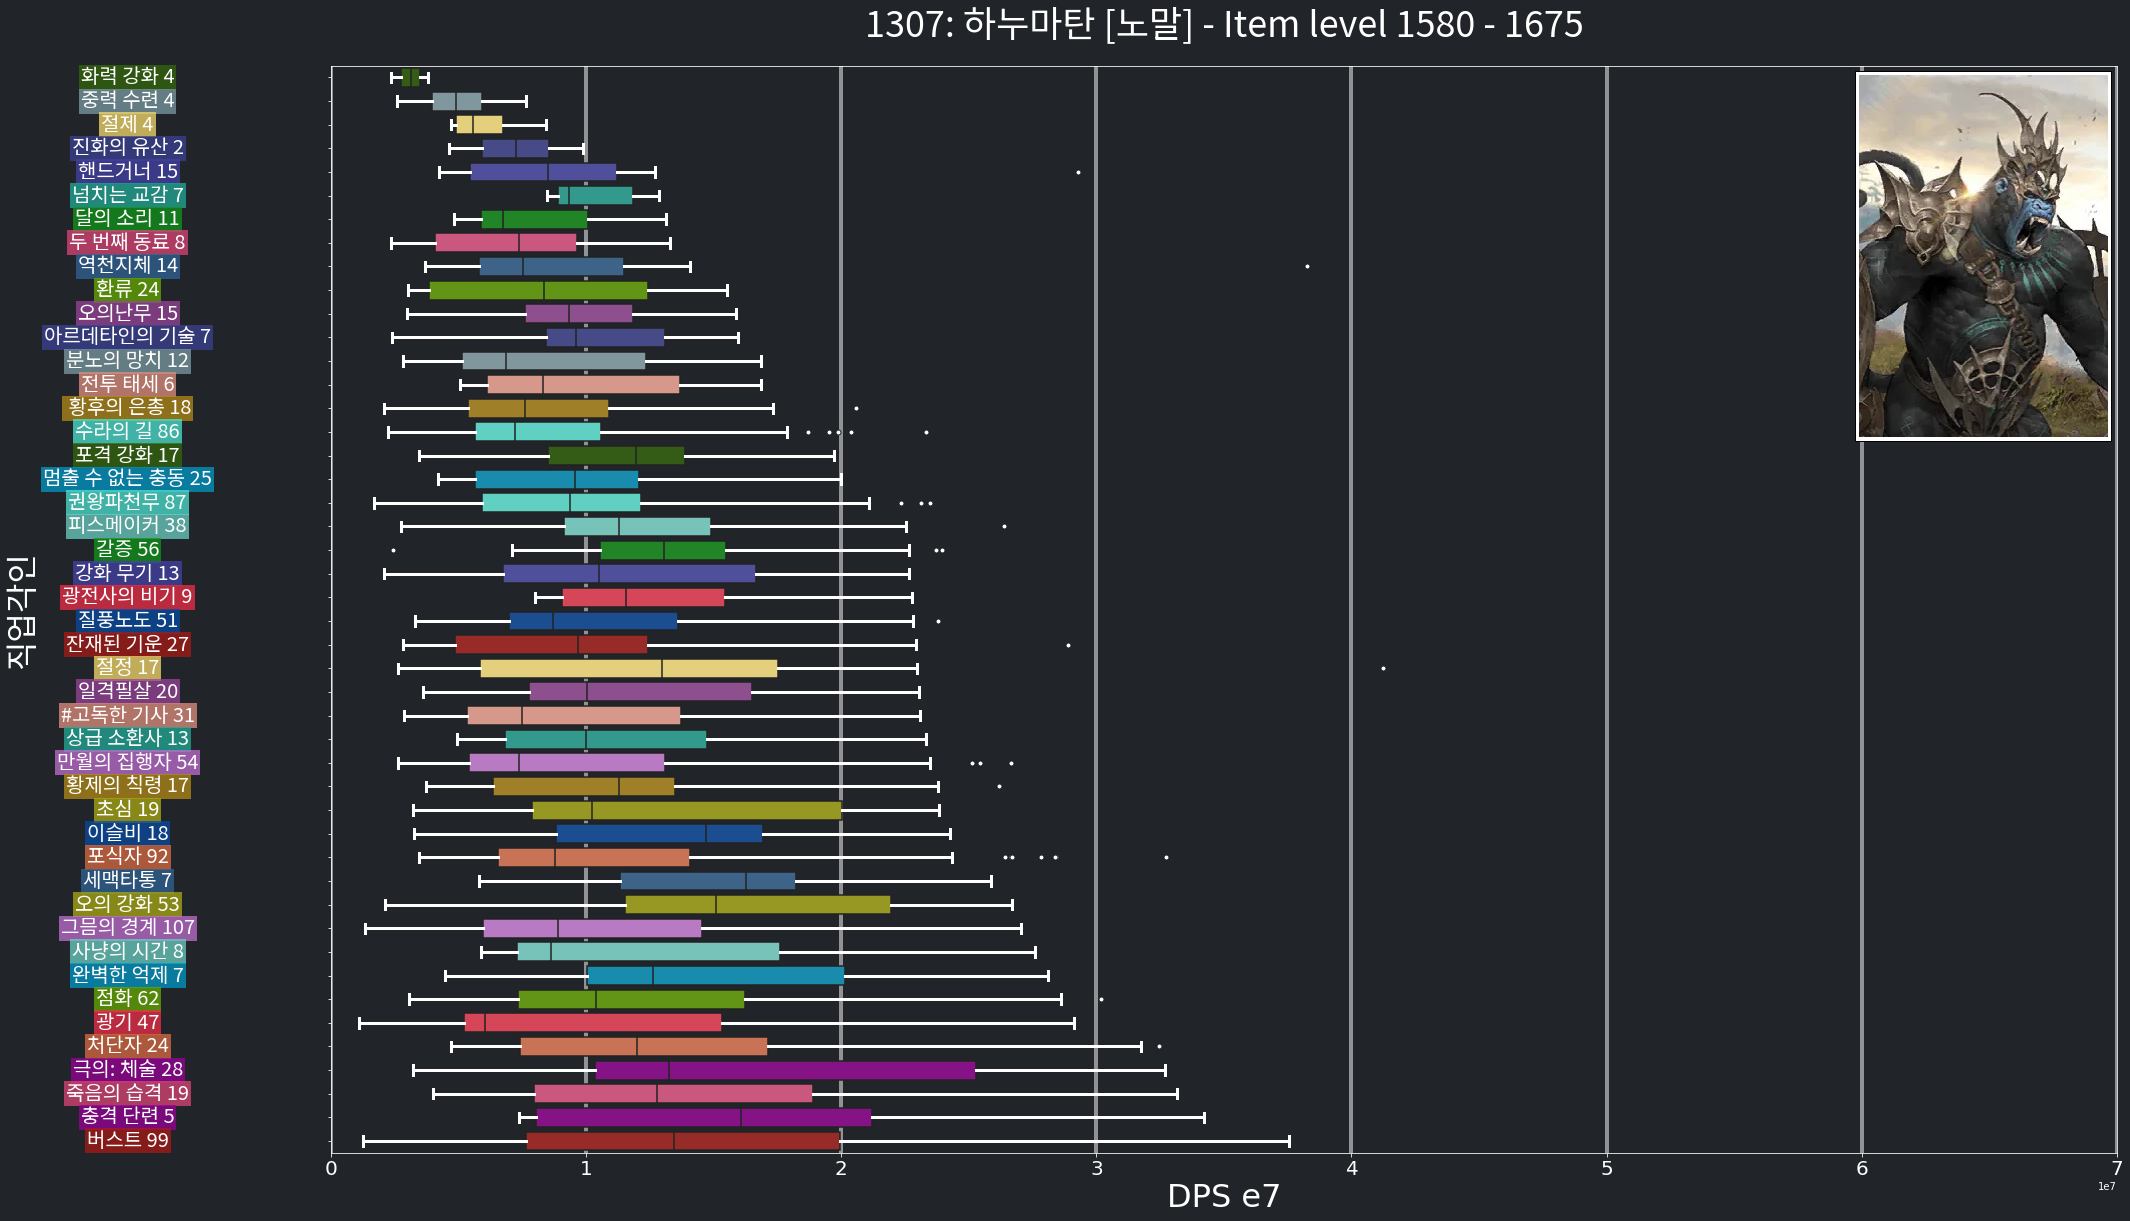 1307: 하누마탄 [노말] - Item level 1580 - 1675
직업각인
화력 강화 4
중력 수련 4
절제 4
진화의 유산 2
핸드거너 15
넘치는 교감 7
달의 소리 11
두 번째 동료 8
역천지체 14
환류 24
오의난무 15
아르데타인의 기술 7
분노의 망치 12
전투 태세 6
황후의 은총 18
수라의 길 86
포격 강화 17
멈출 수 없는 충동 25
권왕파천무 87
피스메이커 38
갈증 56
강화 무기 13
광전사의 비기 9
질풍노도 51
잔재된 기운 27
절정 17
일격필살 20
#고독한 기사 31
상급 소환사 13
만월의 집행자 54
황제의 칙령 17
초심 19
이슬비 18
포식자 92
세맥타통 7
오의 강화 53
그믐의 경계 107
사냥의 시간 8
완벽한 억제 7
점화 62
광기 47
처단자 24
극의: 체술 28
죽음의 습격 19
충격 단련 5
버스트 99
0 1 2 3 4 5 6 7
1e7
DPS e7